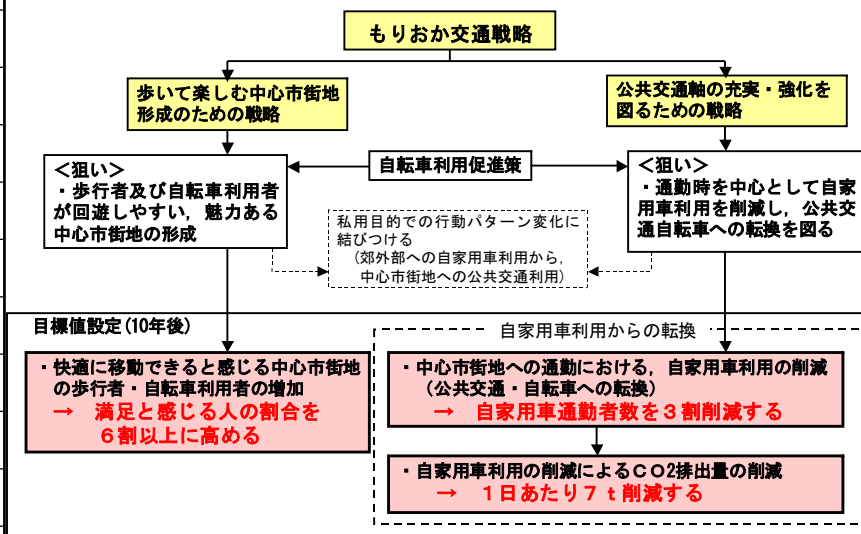 もりおか交通戦略
歩いて楽しむ中心市街地
形成のための戦略
公共交通軸の充実・強化を
図るための戦略
自転車利用促進策
＜狙い＞
・歩行者及び自転車利用者
が回遊しやすい，魅力ある
中心市街地の形成
＜狙い＞
・通勤時を中心として自家
用車利用を削減し，公共交
通自転車への転換を図る
私用目的での行動パターン変化に
結びつける
（郊外部への自家用車利用から，
中心市街地への公共交通利用）
目標値設定(10年後)
自家用車利用からの転換
・快適に移動できると感じる中心市街地
の歩行者・自転車利用者の増加
→ 満足と感じる人の割合を
６割以上に高める
・中心市街地への通勤における，自家用車利用の削減
（公共交通・自転車への転換）
→ 自家用車通勤者数を３割削減する
・自家用車利用の削減によるＣＯ２排出量の削減
→ １日あたり７ｔ削減する